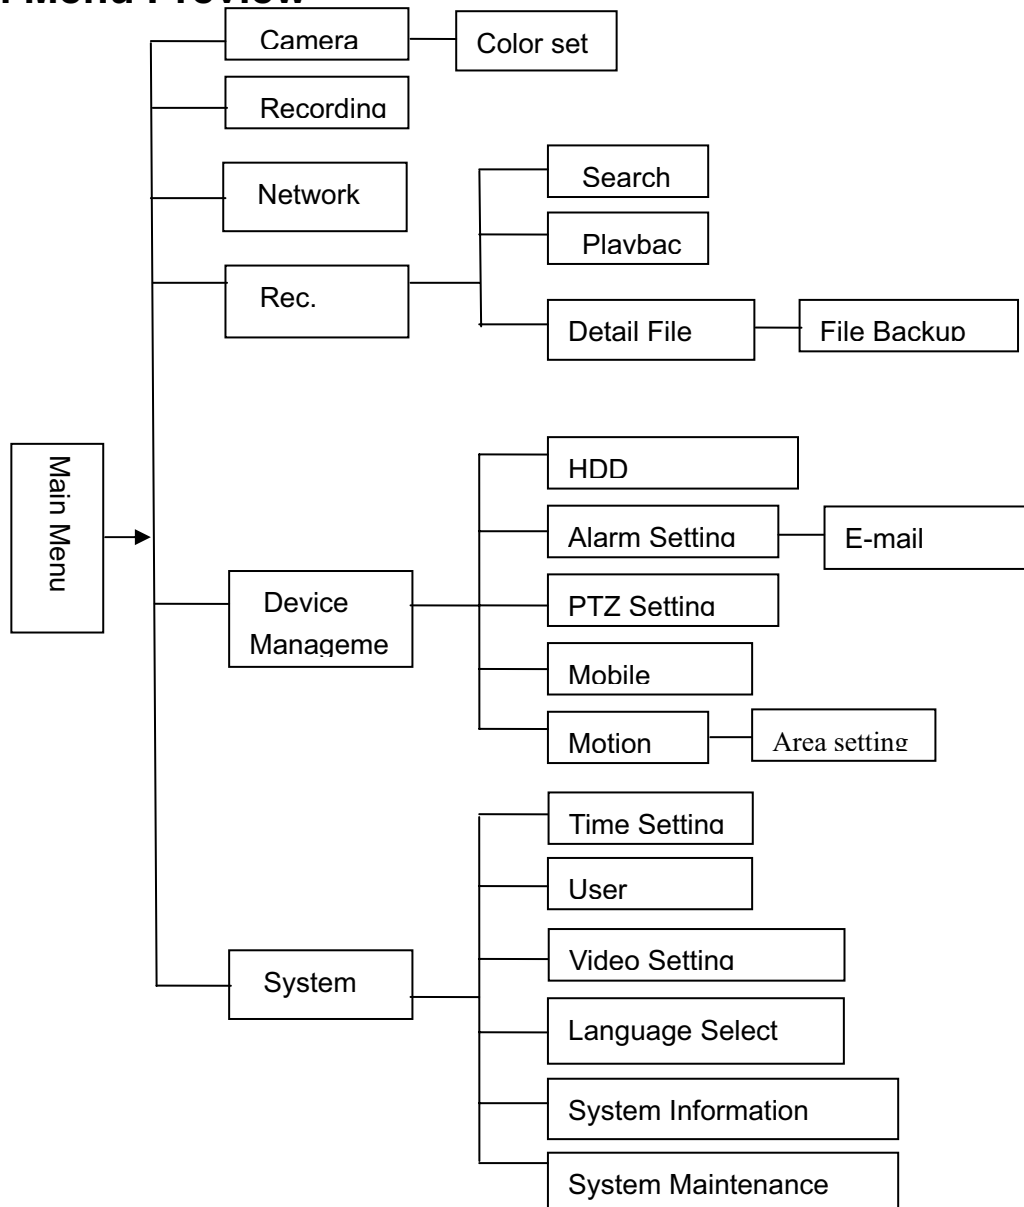 Menu Preview
Camera
Color set
Recording
Network
Search
Playbac
Rec.
Detail File
File Backup
Main Menu
HDD
Alarm Setting
E-mail
Device
Manageme
PTZ Setting
Mobile
Motion
Area setting
Time Setting
User
Video Setting
System
Language Select
System Information
System Maintenance